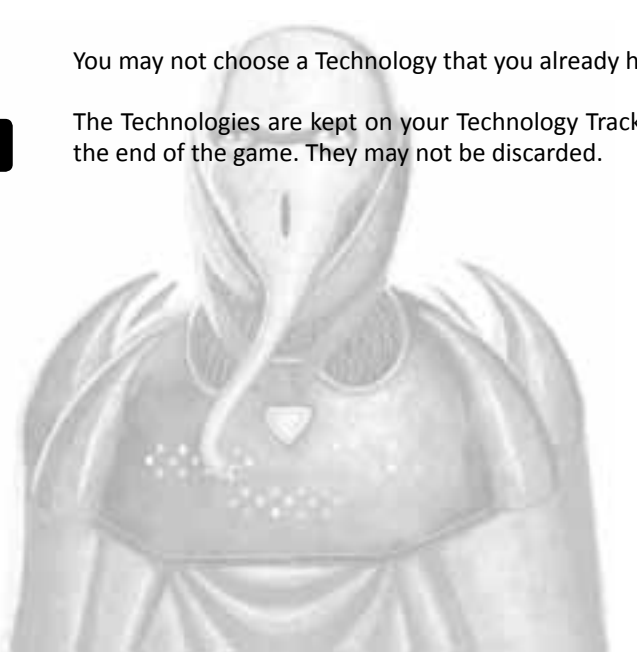 You may not choose a Technology that you already h
The Technologies are kept on your Technology Track
the end of the game. They may not be discarded.